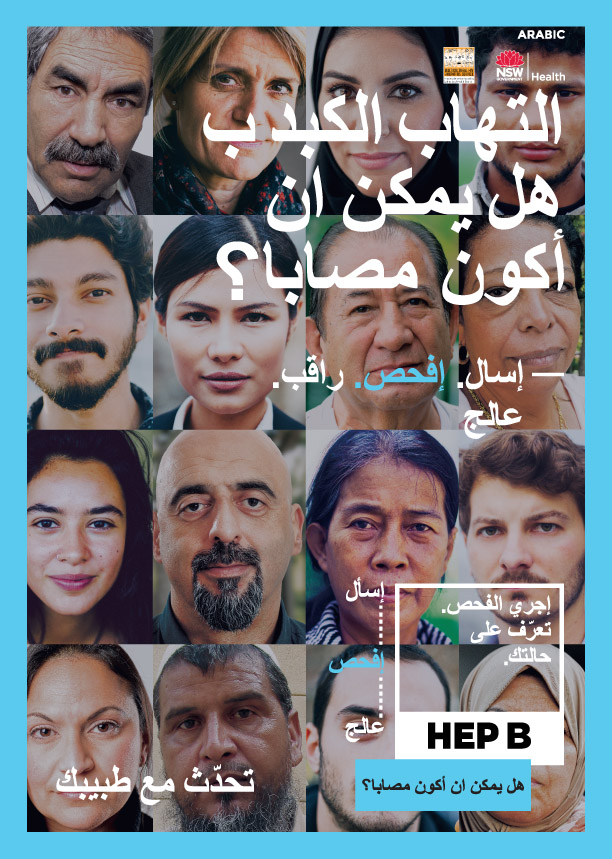 ARABIC
NSW
GOVERNMENT
Health
التهاب الكبد ب
هل يمكن ان
أكون مصابا؟
— إسال. إفحص. راقب.
عالج
إسأل
إفحص
عالج
إجري الفحص.
تعرّف على
حالتك.
HEP B
هل يمكن ان أكون مصابا؟
تحدّث مع طبيبك